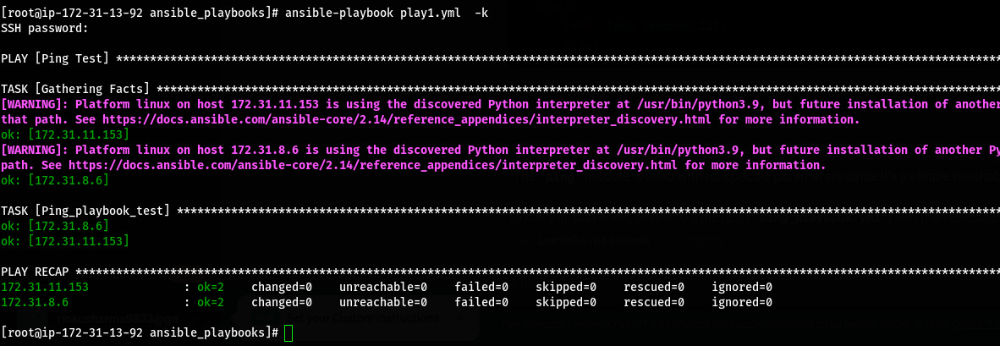 [root@ip-172-31-13-92 ansible_playbooks]# ansible-playbook play1.yml  -k
SSH password:
PLAY [Ping Test] ***********************************************************************************************************************************
TASK [Gathering Facts] *****************************************************************************************************************************
[WARNING]: Platform linux on host 172.31.11.153 is using the discovered Python interpreter at /usr/bin/python3.9, but future installation of another
that path. See https://docs.ansible.com/ansible-core/2.14/reference_appendices/interpreter_discovery.html for more information.
ok: [172.31.11.153]
[WARNING]: Platform linux on host 172.31.8.6 is using the discovered Python interpreter at /usr/bin/python3.9, but future installation of another Py
path. See https://docs.ansible.com/ansible-core/2.14/reference_appendices/interpreter_discovery.html for more information.
ok: [172.31.8.6]
TASK [Ping_playbook_test] **************************************************************************************************************************
ok: [172.31.8.6]
ok: [172.31.11.153]
PLAY RECAP *****************************************************************************************************************************************
172.31.11.153              : ok=2    changed=0    unreachable=0    failed=0    skipped=0    rescued=0    ignored=0
172.31.8.6                 : ok=2    changed=0    unreachable=0    failed=0    skipped=0    rescued=0    ignored=0
Set your Custom instructions
[root@ip-172-31-13-92 ansible_playbooks]#